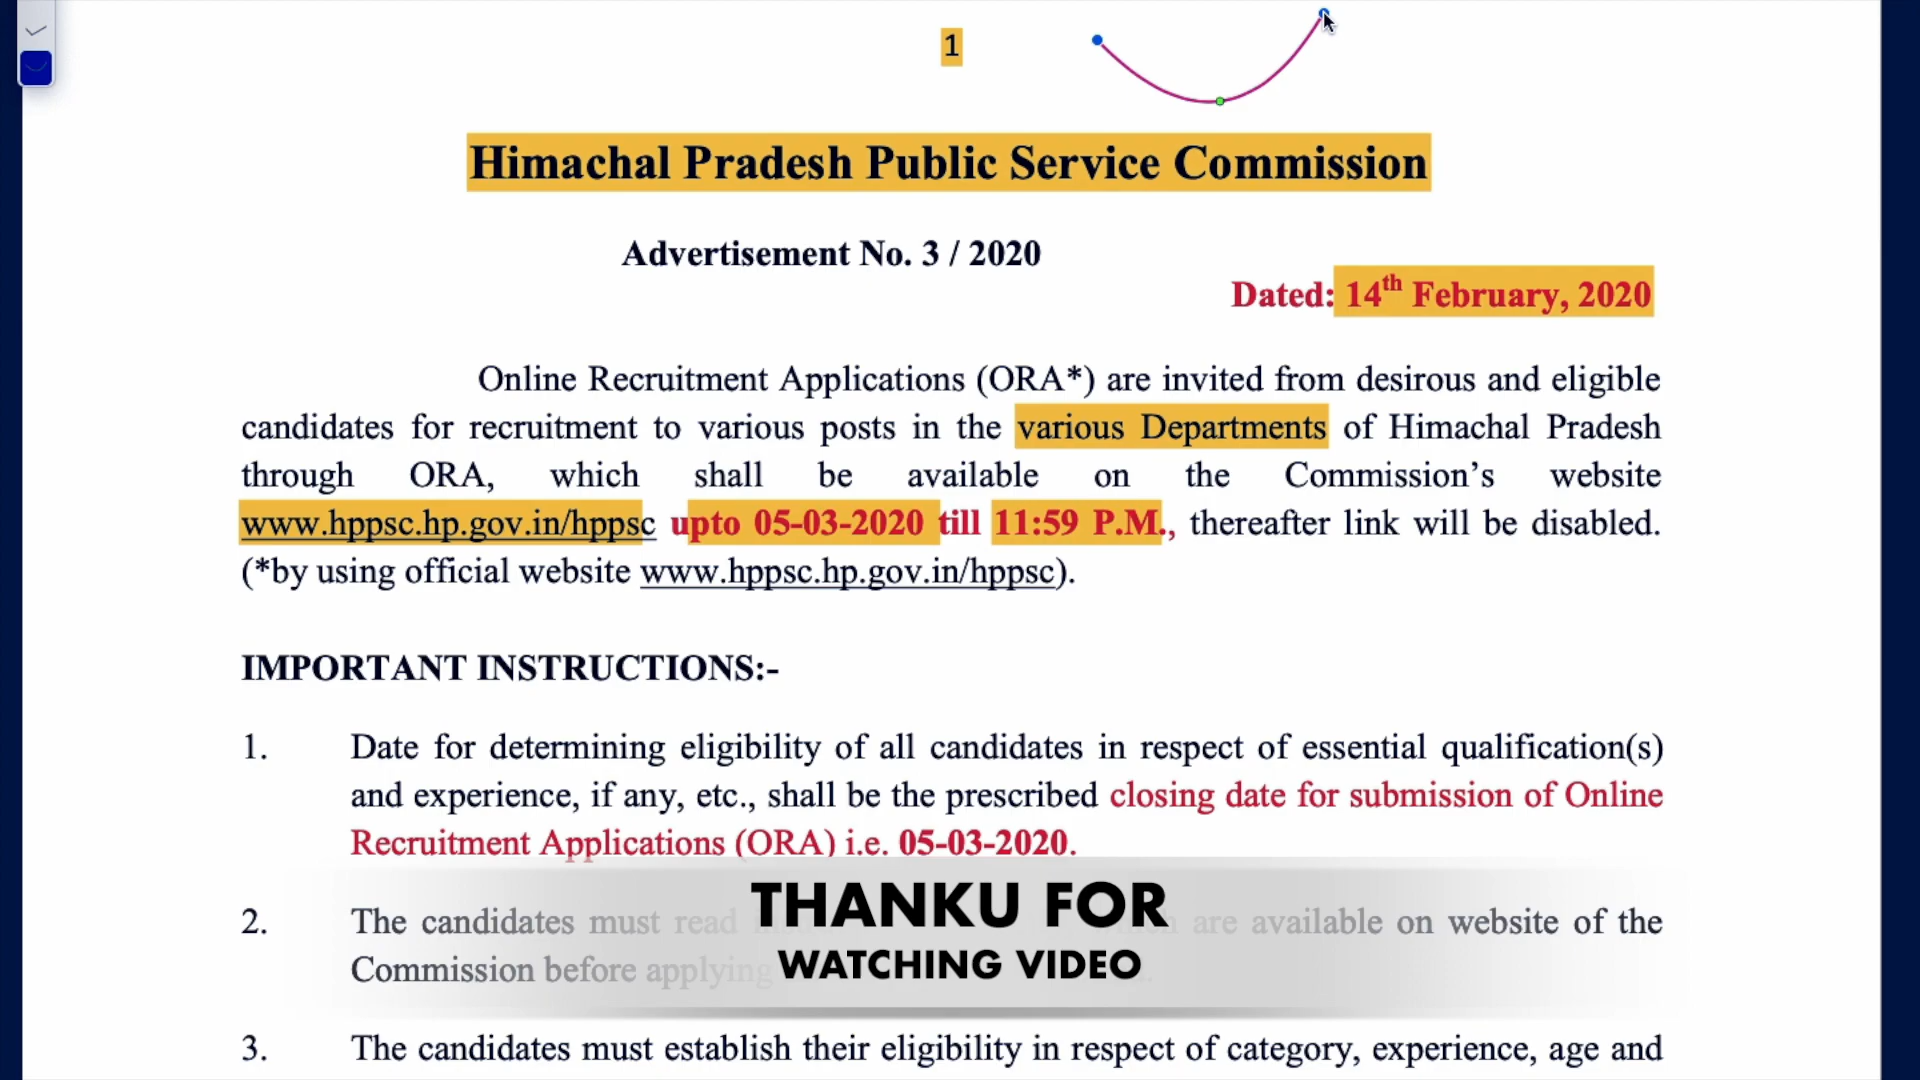 1
Himachal Pradesh Public Service Commission
Advertisement No. 3 / 2020
Dated: 14th February, 2020
Online Recruitment Applications (ORA*) are invited from desirous and eligible
candidates for recruitment to various posts in the various Departments of Himachal Pradesh
through ORA, which shall be available on the Commission’s website
www.hppsc.hp.gov.in/hppsc upto 05-03-2020 till 11:59 P.M., thereafter link will be disabled.
(*by using official website www.hppsc.hp.gov.in/hppsc).
IMPORTANT INSTRUCTIONS:-
1. Date for determining eligibility of all candidates in respect of essential qualification(s)
and experience, if any, etc., shall be the prescribed closing date for submission of Online
Recruitment Applications (ORA) i.e. 05-03-2020.
2. The candidates must read are available on website of the
Commission before applying
THANKU FOR
WATCHING VIDEO
3. The candidates must establish their eligibility in respect of category, experience, age and